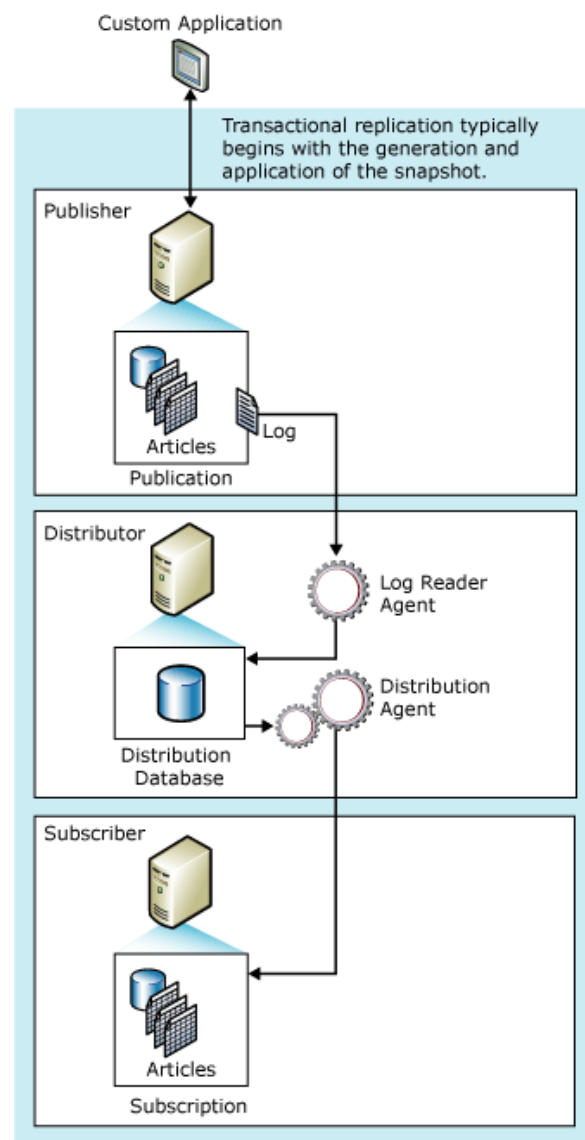 Custom Application
Transactional replication typically
begins with the generation and
application of the snapshot.
Publisher
Articles
Log
Publication
Distributor
Log Reader
Agent
Distribution
Agent
Distribution
Database
Subscriber
Articles
Subscription